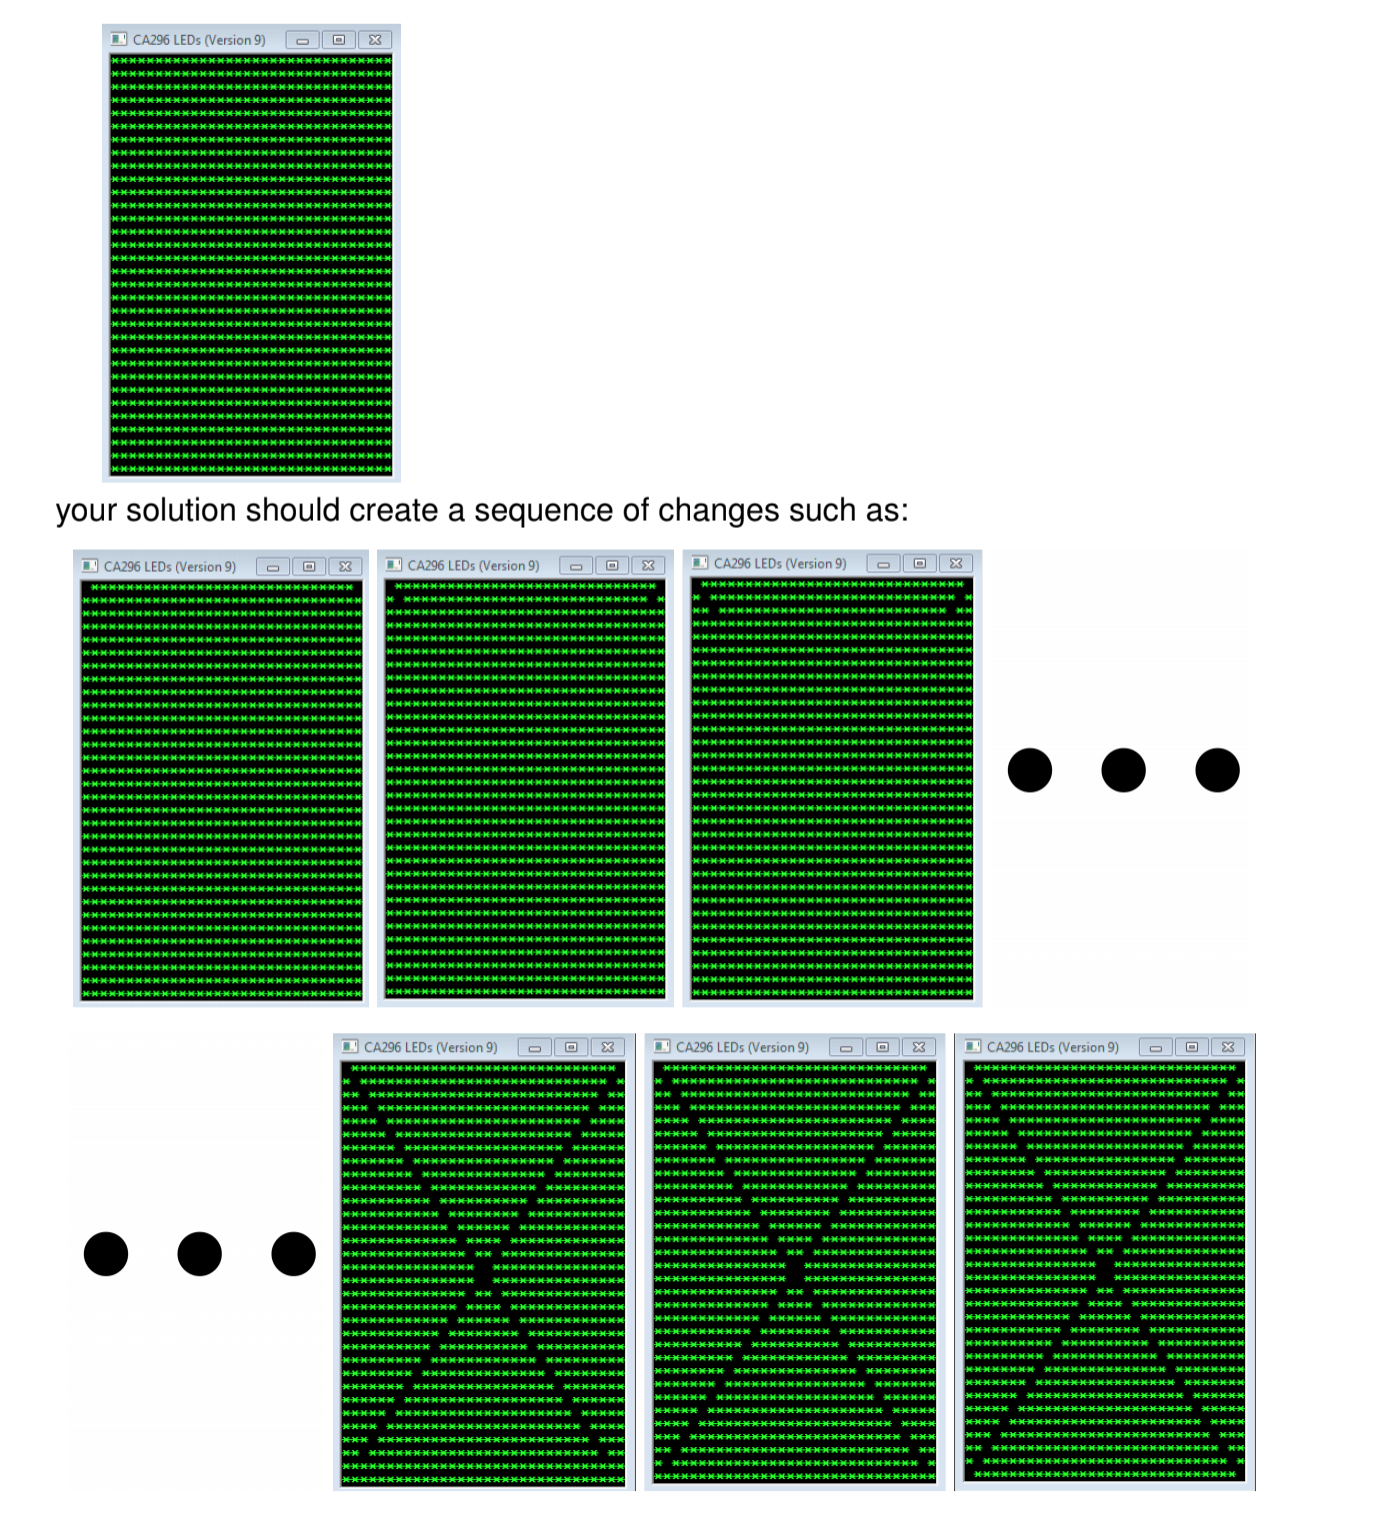 CA296 LEDs (Version 9)
your solution should create a sequence of changes such as:
CA296 LEDs (Version 9)
CA296 LEDs (Version 9)
CA296 LEDs (Version 9)
CA296 LEDs (Version 9)
CA296 LEDs (Version 9)
CA296 LEDs (Version 9)